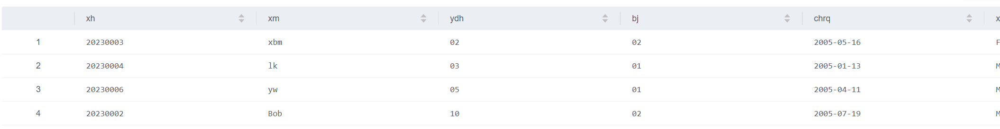 xh xm ydh bj chrq x
1 20230003 xbm 02 02 2005-05-16 F
2 20230004 lk 03 01 2005-01-13 M
3 20230006 yw 05 01 2005-04-11 M
4 20230002 Bob 10 02 2005-07-19 M